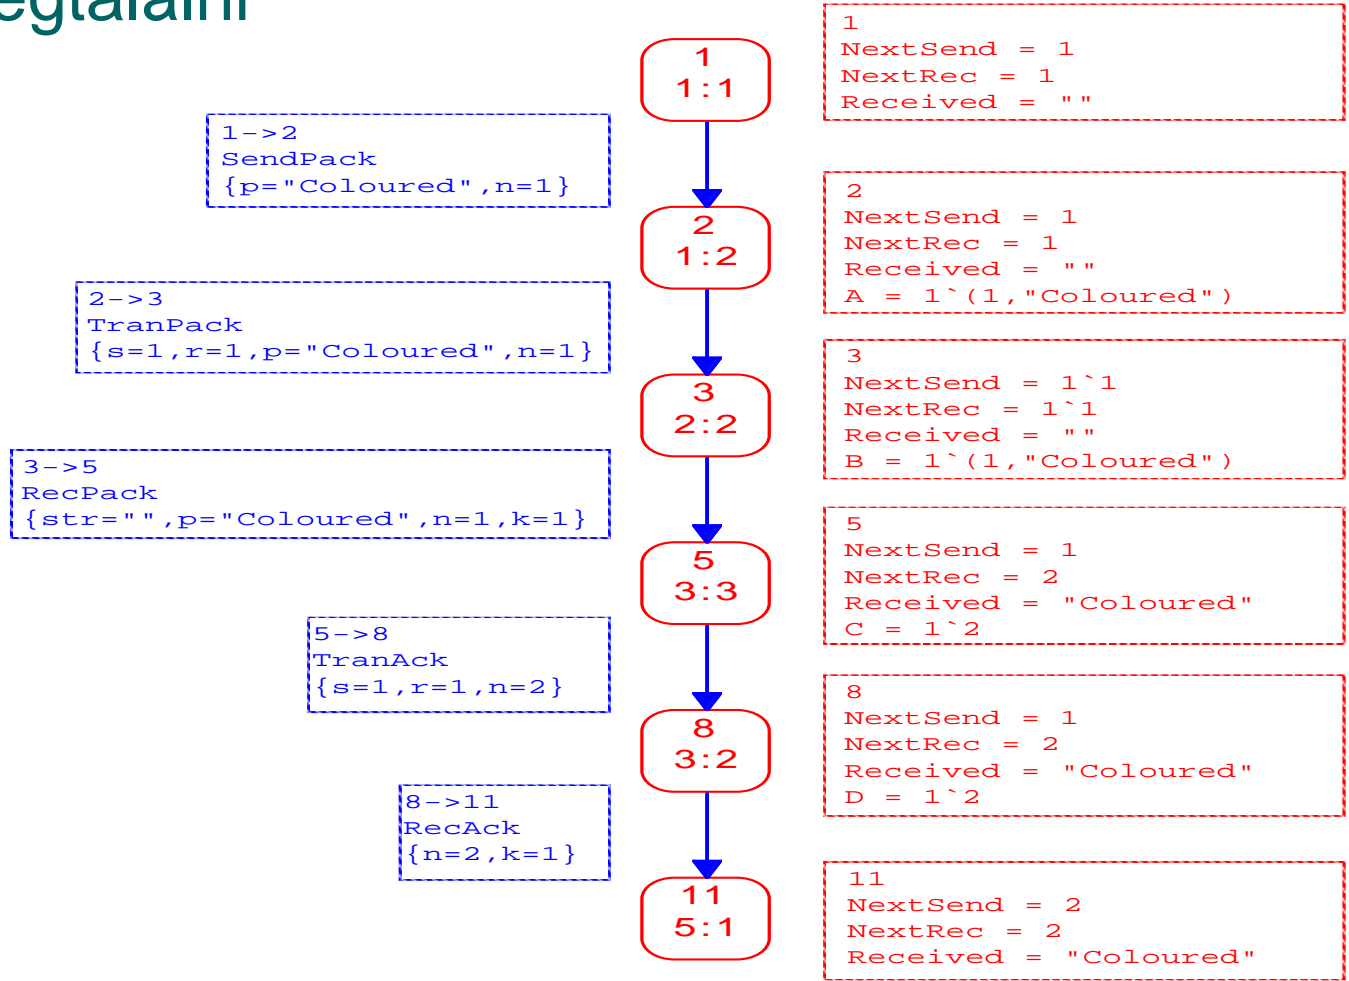 1
1:1
1
NextSend = 1
NextRec = 1
Received = ""
1->2
SendPack
{p="Coloured",n=1}
2
1:2
2
NextSend = 1
NextRec = 1
Received = ""
A = 1`(1,"Coloured")
2->3
TranPack
{s=1,r=1,p="Coloured",n=1}
3
2:2
3
NextSend = 1`1
NextRec = 1`1
Received = ""
B = 1`(1,"Coloured")
3->5
RecPack
{str="",p="Coloured",n=1,k=1}
5
3:3
5
NextSend = 1
NextRec = 2
Received = "Coloured"
C = 1`2
5->8
TranAck
{s=1,r=1,n=2}
8
3:2
8
NextSend = 1
NextRec = 2
Received = "Coloured"
D = 1`2
8->11
RecAck
{n=2,k=1}
11
5:1
11
NextSend = 2
NextRec = 2
Received = "Coloured"